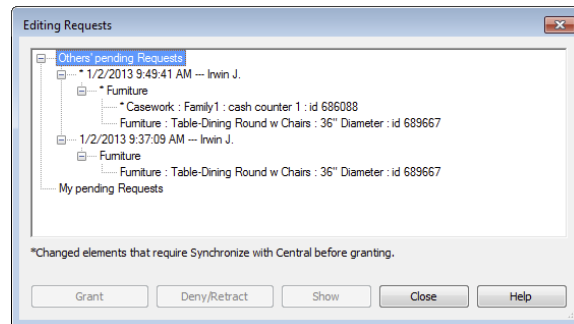 Editing Requests
Others' pending Requests
* 1/2/2013 9:49:41 AM --- Irwin J.
* Furniture
* Casework : Family1 : cash counter 1 : id 686088
Furniture : Table-Dining Round w Chairs : 36" Diameter : id 689667
1/2/2013 9:37:09 AM --- Irwin J.
Furniture
Furniture : Table-Dining Round w Chairs : 36" Diameter : id 689667
My pending Requests
*Changed elements that require Synchronize with Central before granting.
Grant Deny/Retract Show Close Help